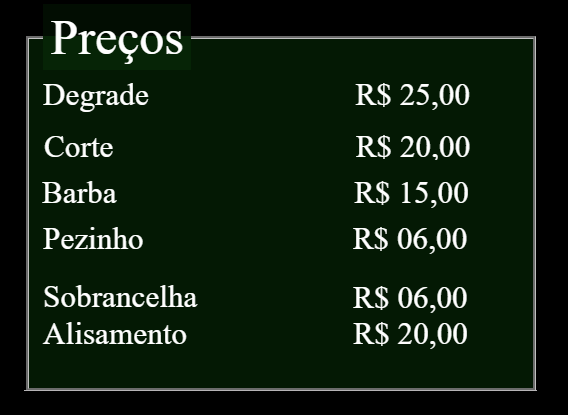 Preços
Degrade R$ 25,00
Corte R$ 20,00
Barba R$ 15,00
Pezinho R$ 06,00
Sobrancelha R$ 06,00
Alisamento R$ 20,00